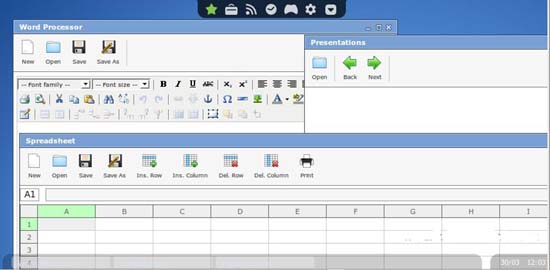 Word Processor
New Open Save Save As
Presentations
Open Back Next
-- Font family -- -- Font size -- B I U ABC X₂ X²
Spreadsheet
New Open Save Save As Ins. Row Ins. Column Del. Row Del. Column Print
A1
A B C D E F G H I
1
2
3
4
30/03 12:03